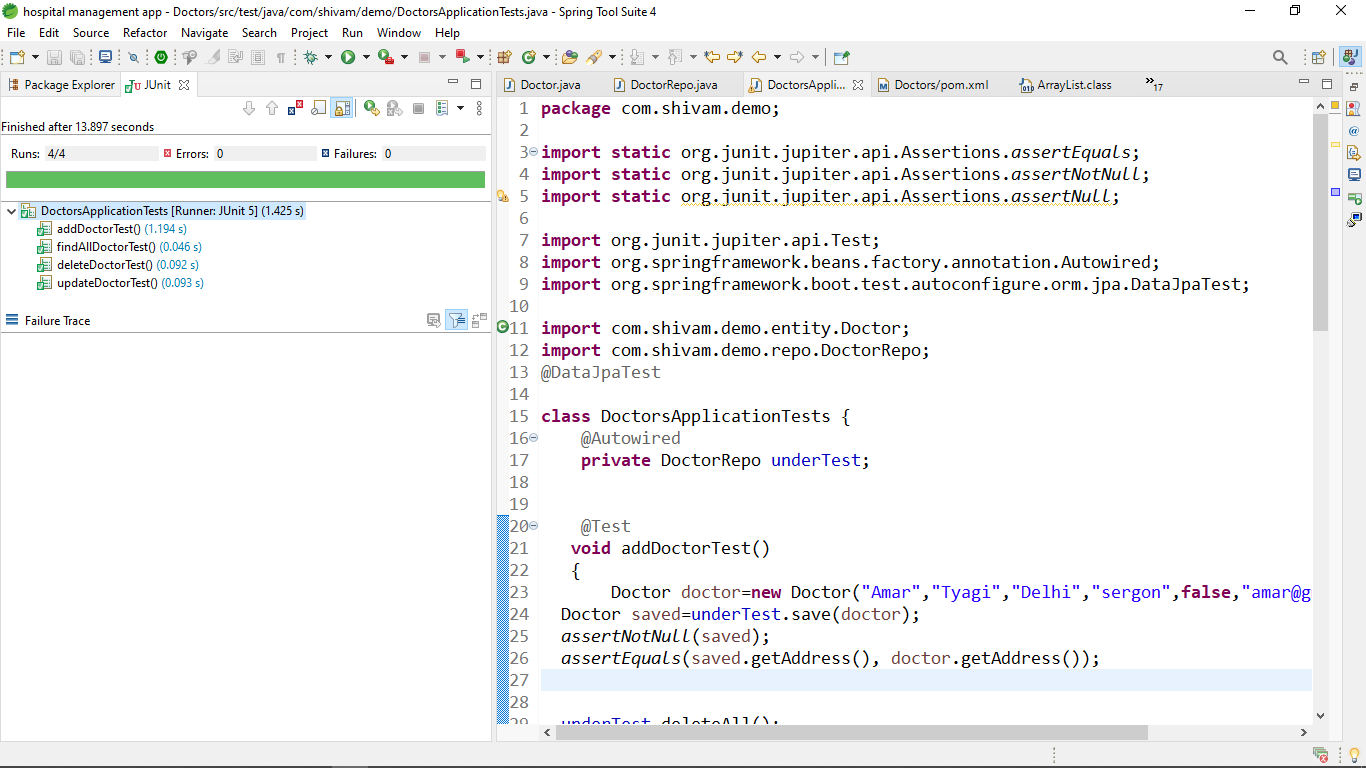 hospital management app - Doctors/src/test/java/com/shivam/demo/DoctorsApplicationTests.java - Spring Tool Suite 4
File Edit Source Refactor Navigate Search Project Run Window Help
Package Explorer JUnit
Finished after 13.897 seconds
Runs: 4/4 Errors: 0 Failures: 0
DoctorsApplicationTests [Runner: JUnit 5] (1.425 s)
addDoctorTest() (1.194 s)
findAllDoctorTest() (0.046 s)
deleteDoctorTest() (0.092 s)
updateDoctorTest() (0.093 s)
Failure Trace
Doctor.java DoctorRepo.java DoctorsAppli... Doctors/pom.xml ArrayList.class »17
1 package com.shivam.demo;
2
3 import static org.junit.jupiter.api.Assertions.assertEquals;
4 import static org.junit.jupiter.api.Assertions.assertNotNull;
5 import static org.junit.jupiter.api.Assertions.assertNull;
6
7 import org.junit.jupiter.api.Test;
8 import org.springframework.beans.factory.annotation.Autowired;
9 import org.springframework.boot.test.autoconfigure.orm.jpa.DataJpaTest;
10
11 import com.shivam.demo.entity.Doctor;
12 import com.shivam.demo.repo.DoctorRepo;
13 @DataJpaTest
14
15 class DoctorsApplicationTests {
16 @Autowired
17 private DoctorRepo underTest;
18
19
20 @Test
21 void addDoctorTest()
22 {
23 Doctor doctor=new Doctor("Amar","Tyagi","Delhi","sergon",false,"amar@g
24 Doctor saved=underTest.save(doctor);
25 assertNotNull(saved);
26 assertEquals(saved.getAddress(), doctor.getAddress());
27
28
29 underTest.deleteAll();